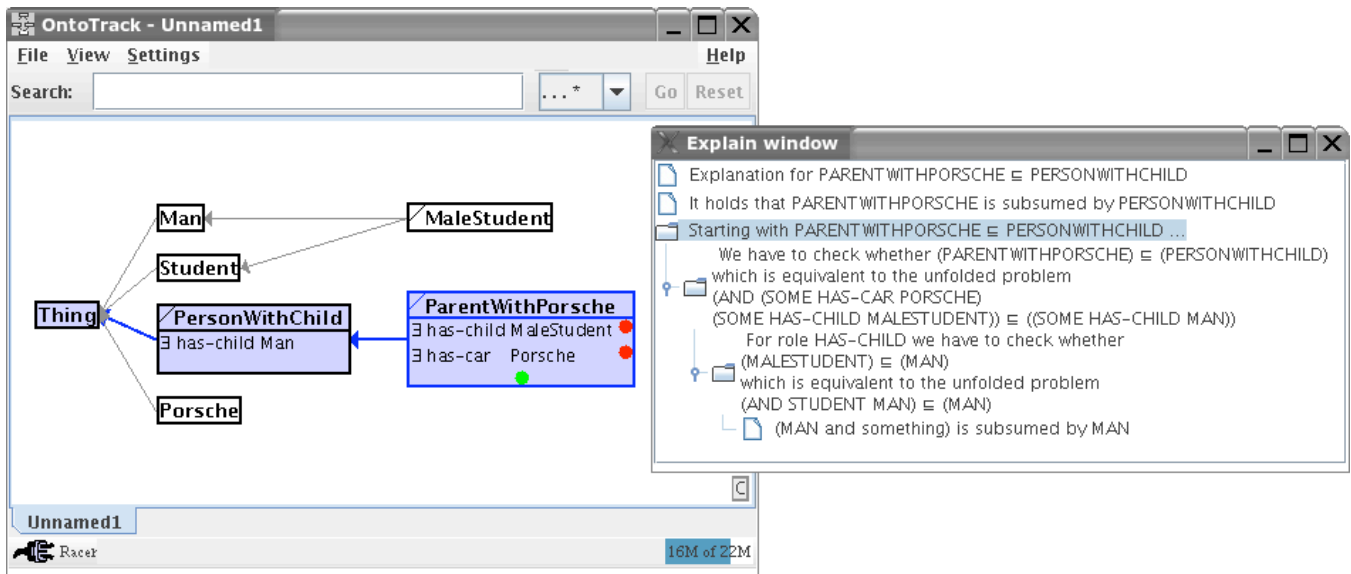 OntoTrack - Unnamed1
File View Settings Help
Search: ...* Go Reset
Man
MaleStudent
Student
Thing
PersonWithChild
∃ has-child Man
ParentWithPorsche
∃ has-child MaleStudent
∃ has-car Porsche
Porsche
C
Unnamed1
Racer 16M of 22M
Explain window
Explanation for PARENTWITHPORSCHE ⊑ PERSONWITHCHILD
It holds that PARENTWITHPORSCHE is subsumed by PERSONWITHCHILD
Starting with PARENTWITHPORSCHE ⊑ PERSONWITHCHILD ...
We have to check whether (PARENTWITHPORSCHE) ⊑ (PERSONWITHCHILD)
which is equivalent to the unfolded problem
(AND (SOME HAS-CAR PORSCHE)
(SOME HAS-CHILD MALESTUDENT)) ⊑ ((SOME HAS-CHILD MAN))
For role HAS-CHILD we have to check whether
(MALESTUDENT) ⊑ (MAN)
which is equivalent to the unfolded problem
(AND STUDENT MAN) ⊑ (MAN)
(MAN and something) is subsumed by MAN